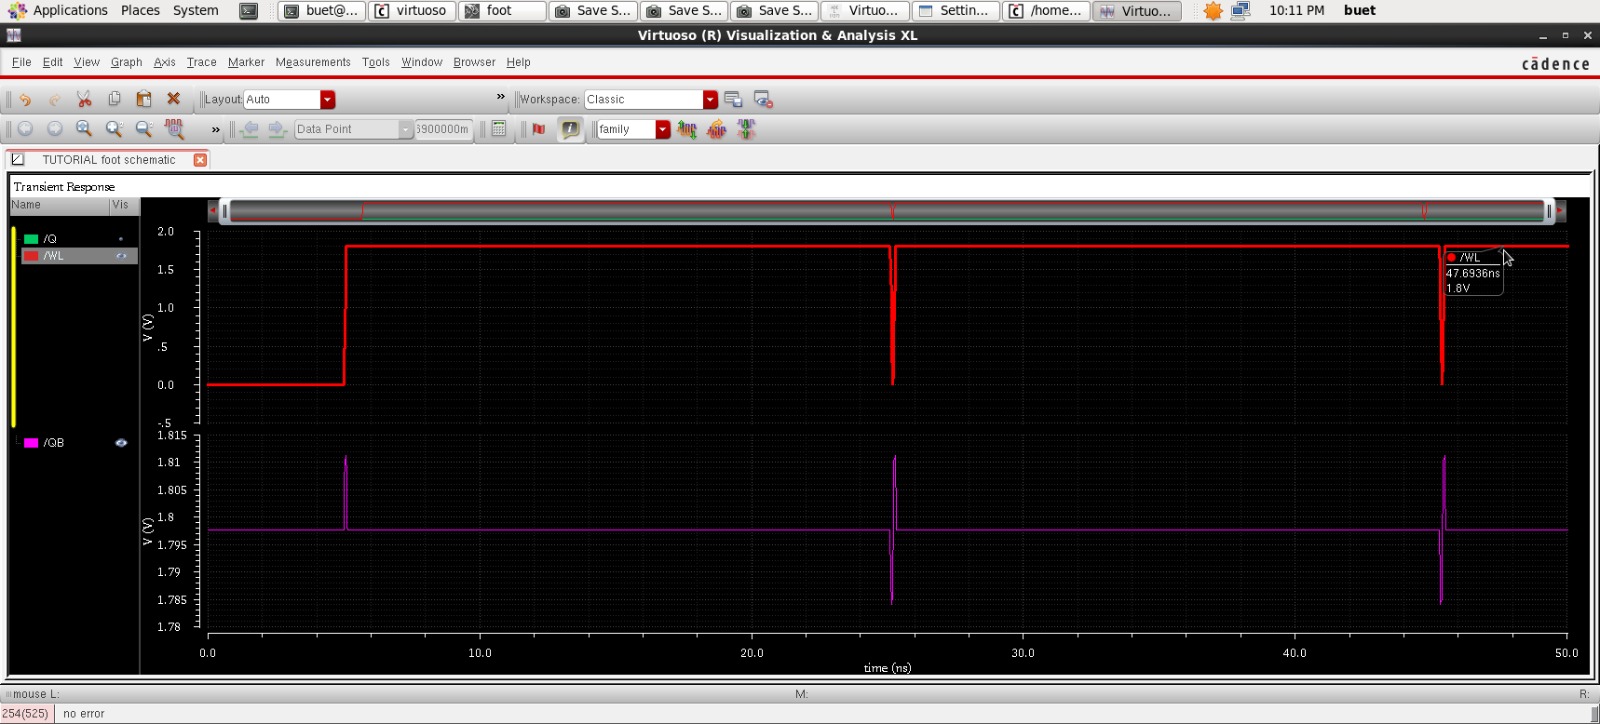 Applications Places System buet@... virtuoso foot Save S... Save S... Save S... Virtuo... Settin... /home... Virtuo... 10:11 PM buet
Virtuoso (R) Visualization & Analysis XL
File Edit View Graph Axis Trace Marker Measurements Tools Window Browser Help
cādence
Layout: Auto » Workspace: Classic
» Data Point 3900000m family
TUTORIAL foot schematic
Transient Response
Name Vis
/Q
/WL
/QB
2.0
1.5
1.0
.5
0.0
-.5
V (V)
/WL
47.6936ns
1.8V
1.815
1.81
1.805
1.8
1.795
1.79
1.785
1.78
V (V)
0.0 10.0 20.0 30.0 40.0 50.0
time (ns)
mouse L: M: R:
254(525) no error